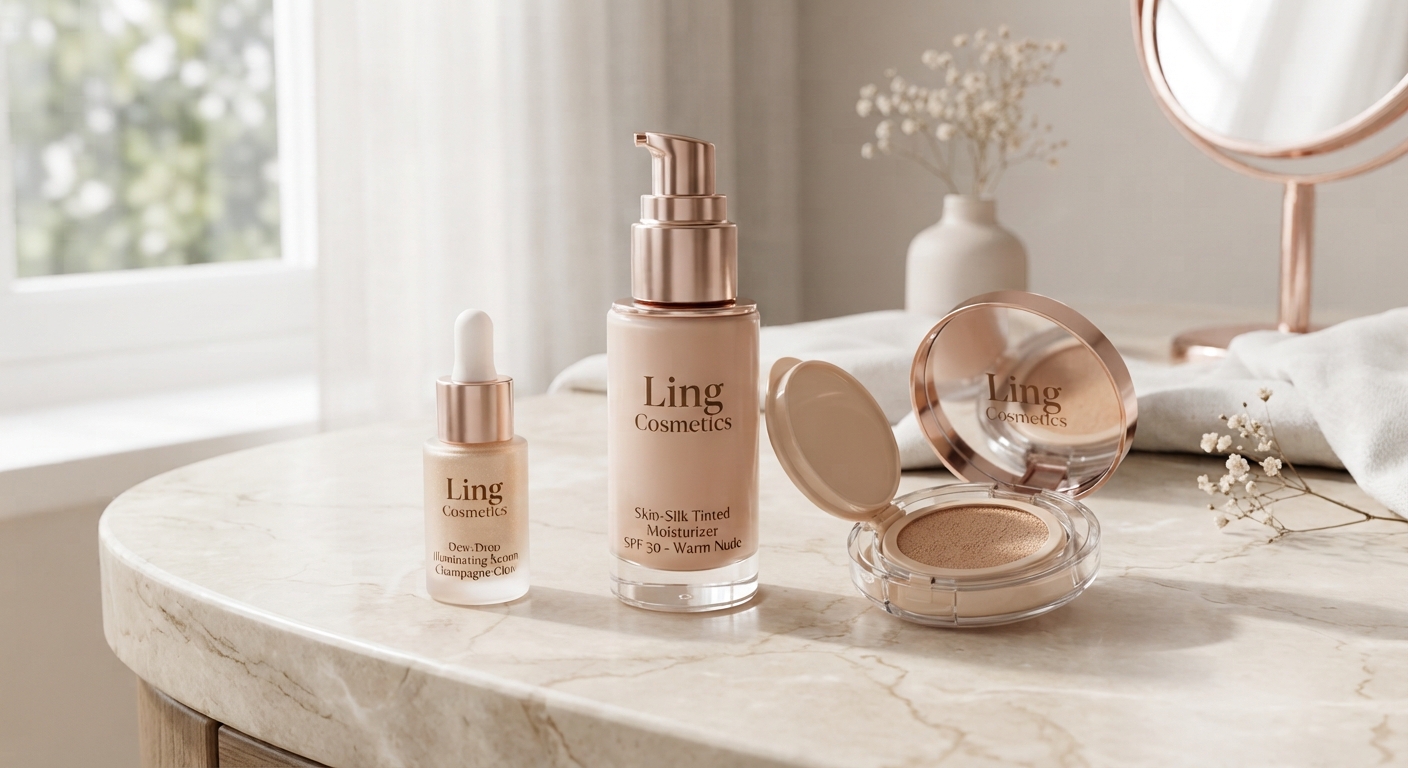 Ling
Cosmetics
Dew-Drop
Illuminating
Ling
Cosmetics
Skin-Silk Tinted
Moisturizer
SPF 30 - Warm Nude
Ling
Cosmetics